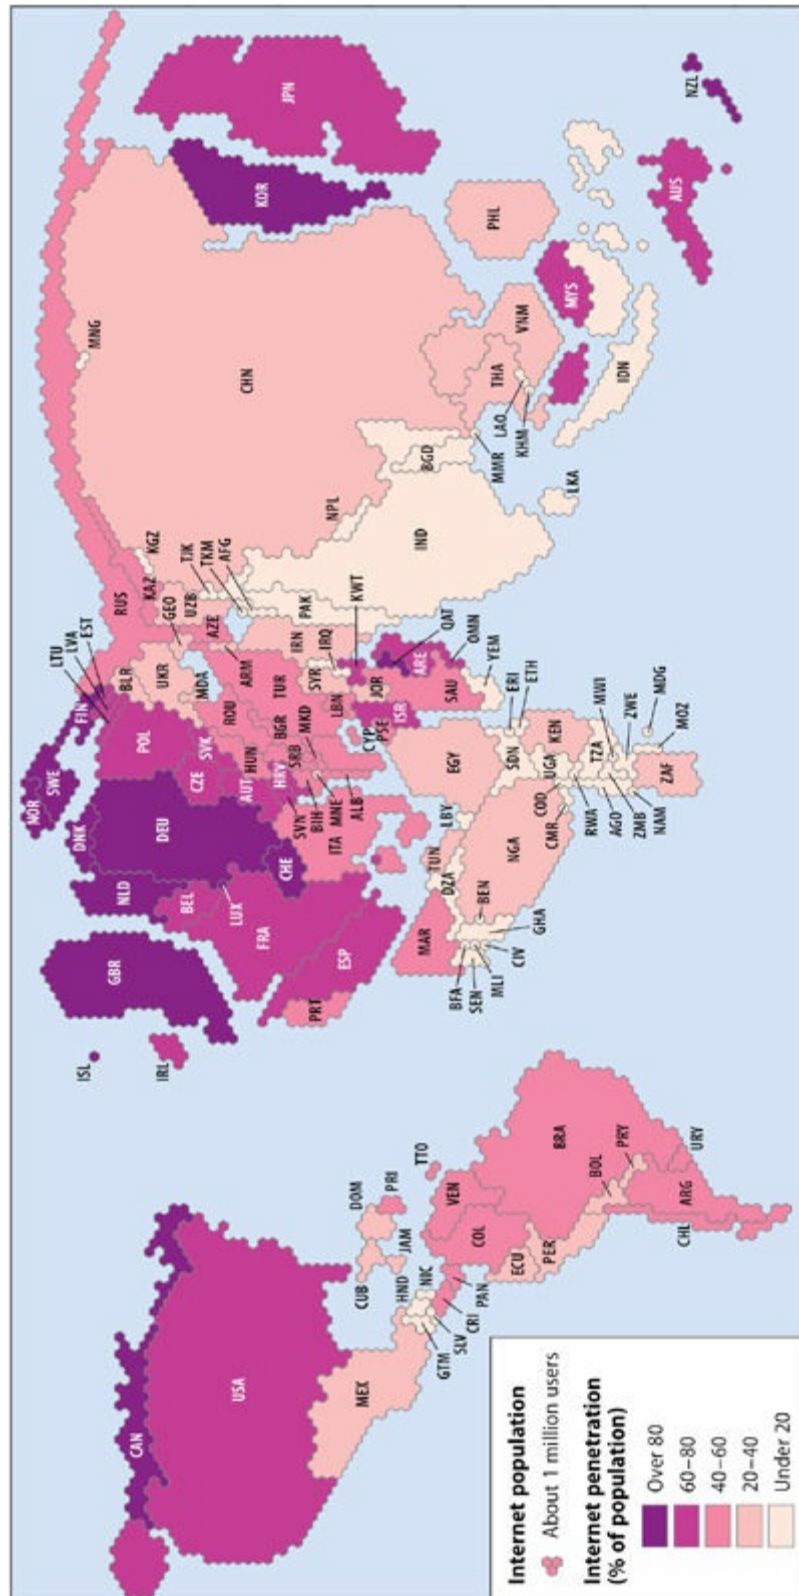 CAN
USA
MEX
GTM
SLV
HND
NIC
CRI
PAN
CUB
JAM
DOM
PRI
TTO
VEN
COL
ECU
PER
BRA
BOL
PRY
URY
ARG
CHL
ISL
IRL
GBR
NOR
SWE
FIN
DNK
NLD
BEL
LUX
DEU
CHE
FRA
ESP
PRT
ITA
POL
CZE
SVK
AUT
HUN
HRV
SVN
BIH
SRB
MNE
ALB
MKD
BGR
ROU
MDA
UKR
BLR
LTU
LVA
EST
RUS
KAZ
GEO
UZB
AZE
ARM
TUR
CYP
LBN
PSE
ISR
SYR
JOR
IRQ
IRN
KWT
QAT
ARE
OMN
SAU
YEM
TJK
TKM
AFG
KGZ
PAK
NPL
IND
BGD
LKA
MNG
CHN
KOR
JPN
PHL
VNM
THA
LAO
KHM
MMR
MYS
IDN
AUS
NZL
MAR
DZA
TUN
LBY
EGY
BFA
SEN
MLI
CIV
GHA
BEN
NGA
CMR
COD
UGA
SDN
ERI
ETH
KEN
RWA
TZA
AGO
ZMB
NAM
MWI
ZWE
MDG
MOZ
ZAF
Internet population
About 1 million users
Internet penetration
(% of population)
Over 80
60–80
40–60
20–40
Under 20